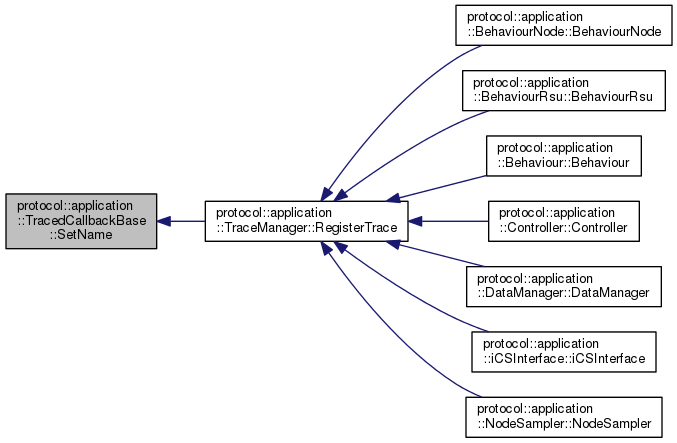 protocol::application
::TracedCallbackBase
::SetName
protocol::application
::TraceManager::RegisterTrace
protocol::application
::BehaviourNode::BehaviourNode
protocol::application
::BehaviourRsu::BehaviourRsu
protocol::application
::Behaviour::Behaviour
protocol::application
::Controller::Controller
protocol::application
::DataManager::DataManager
protocol::application
::iCSInterface::iCSInterface
protocol::application
::NodeSampler::NodeSampler